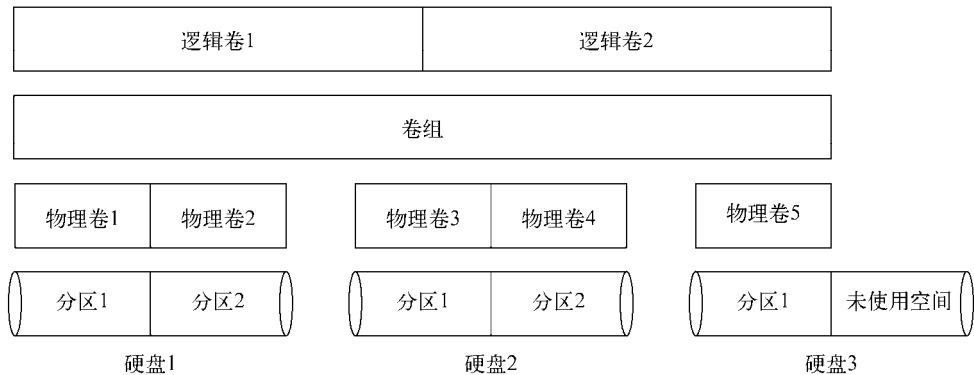 逻辑卷1 逻辑卷2
卷组
物理卷1 物理卷2 物理卷3 物理卷4 物理卷5
分区1 分区2 分区1 分区2 分区1 未使用空间
硬盘1 硬盘2 硬盘3